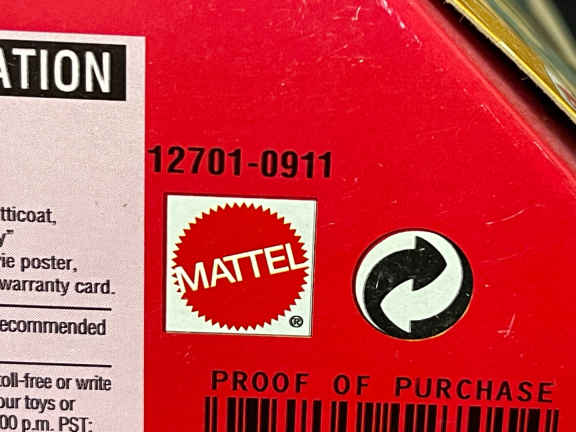 ATION
12701-0911
tticoat,
y"
ie poster,
warranty card.
ecommended
oll-free or write
our toys or
00 p.m. PST:
MATTEL
®
PROOF OF PURCHASE